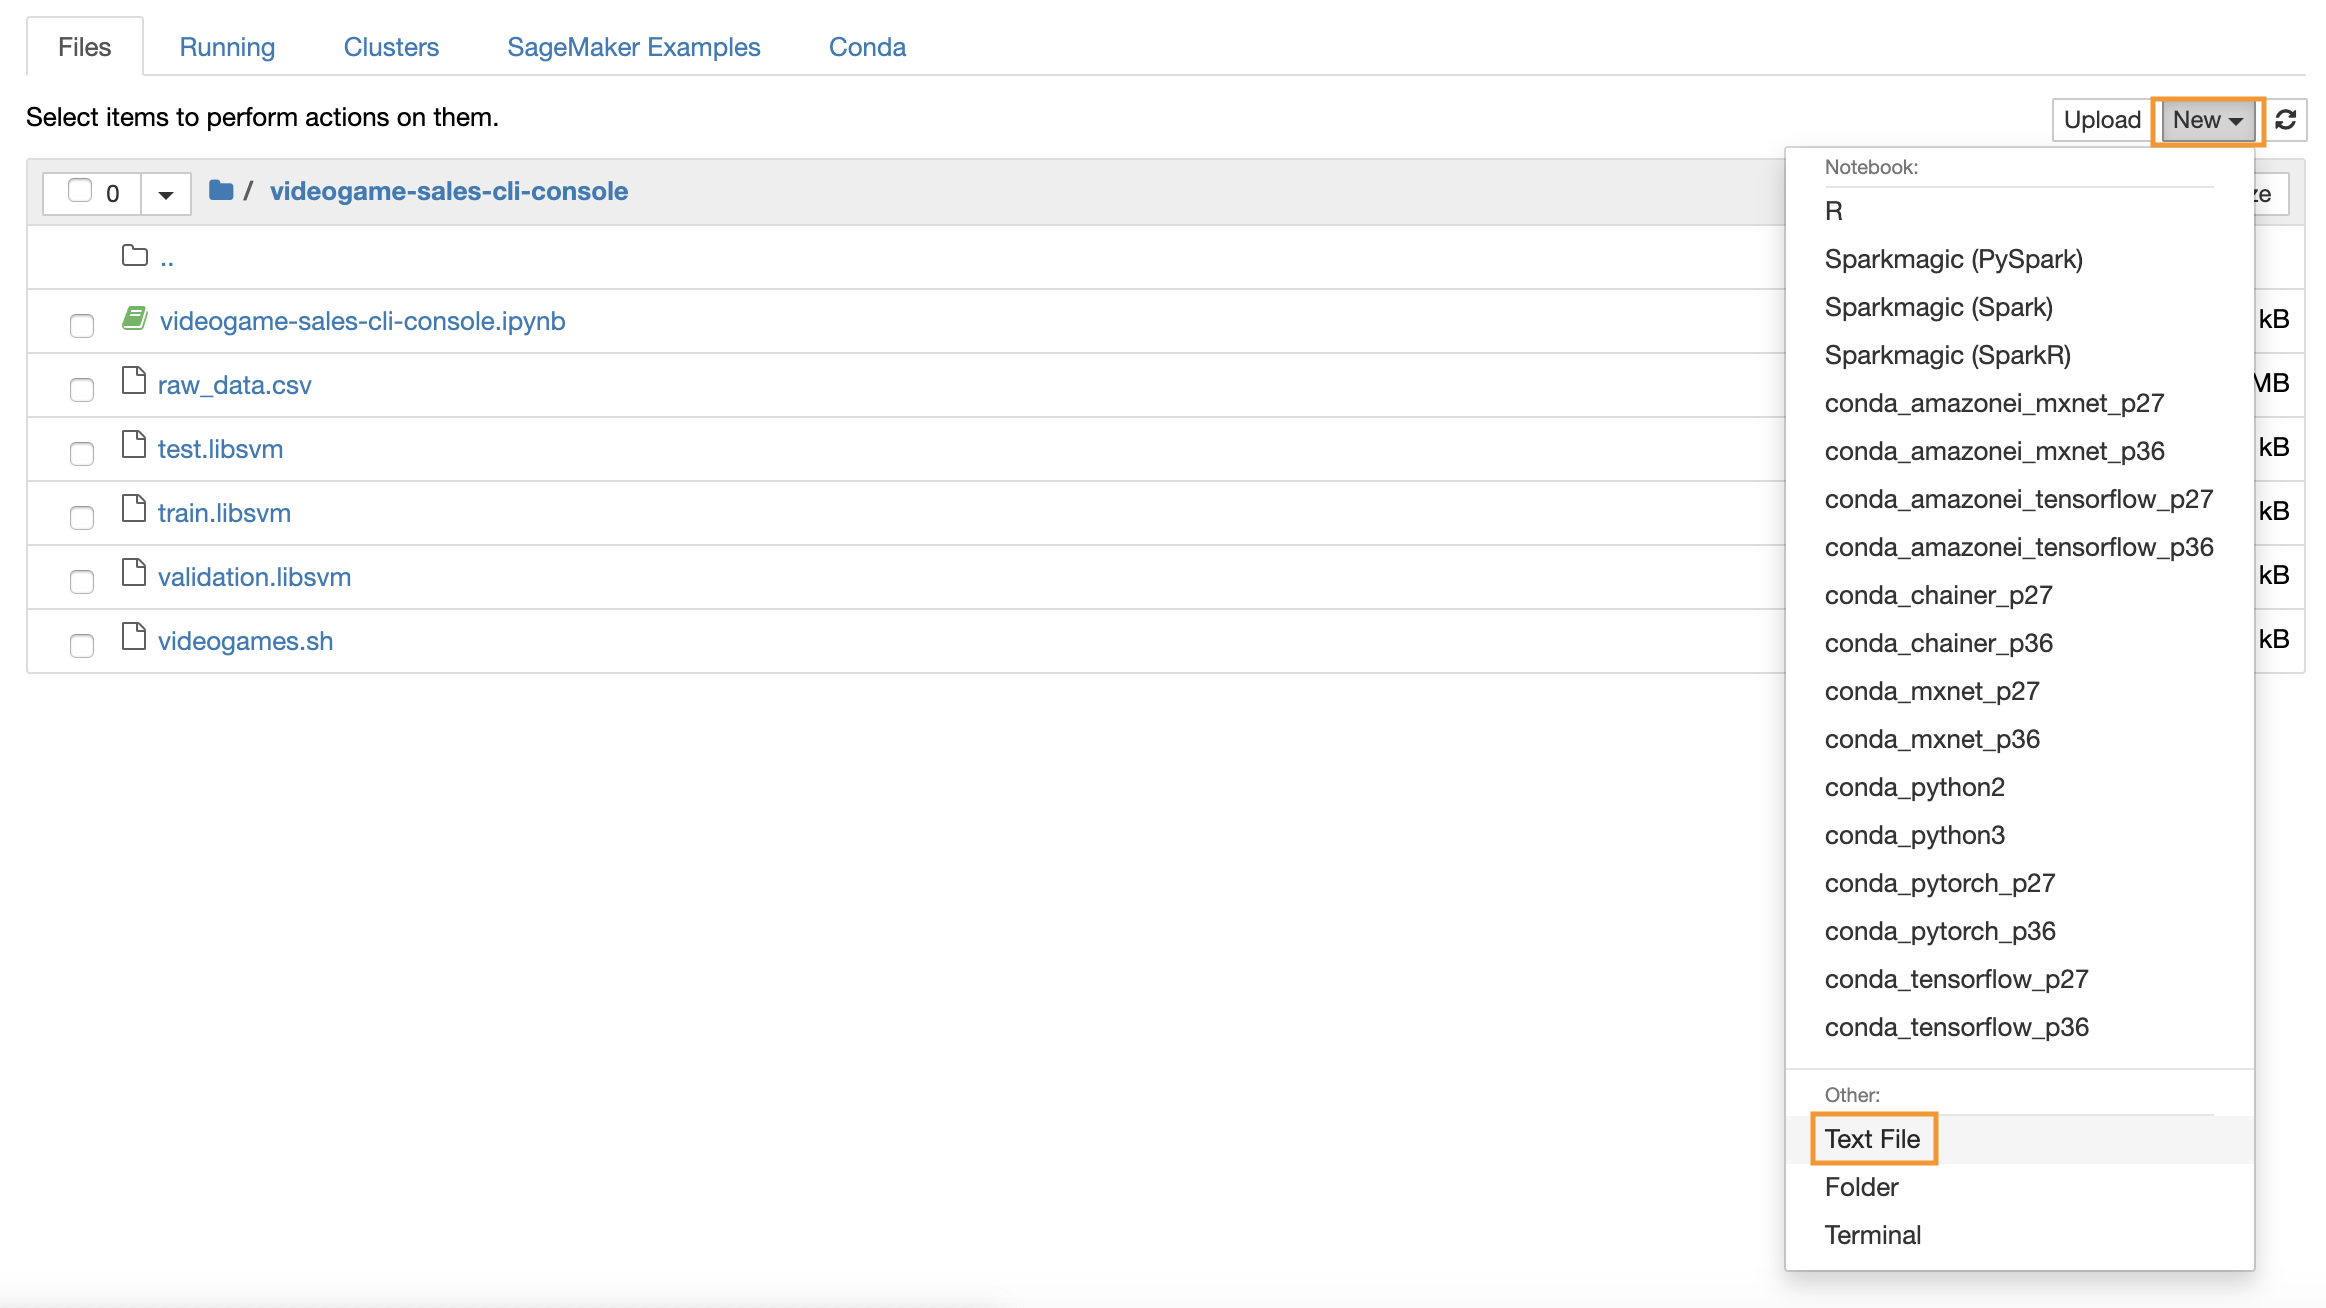 Files Running Clusters SageMaker Examples Conda
Select items to perform actions on them.
Upload New
0 / videogame-sales-cli-console
..
videogame-sales-cli-console.ipynb kB
raw_data.csv MB
test.libsvm kB
train.libsvm kB
validation.libsvm kB
videogames.sh kB
Notebook:
R
Sparkmagic (PySpark)
Sparkmagic (Spark)
Sparkmagic (SparkR)
conda_amazonei_mxnet_p27
conda_amazonei_mxnet_p36
conda_amazonei_tensorflow_p27
conda_amazonei_tensorflow_p36
conda_chainer_p27
conda_chainer_p36
conda_mxnet_p27
conda_mxnet_p36
conda_python2
conda_python3
conda_pytorch_p27
conda_pytorch_p36
conda_tensorflow_p27
conda_tensorflow_p36
Other:
Text File
Folder
Terminal